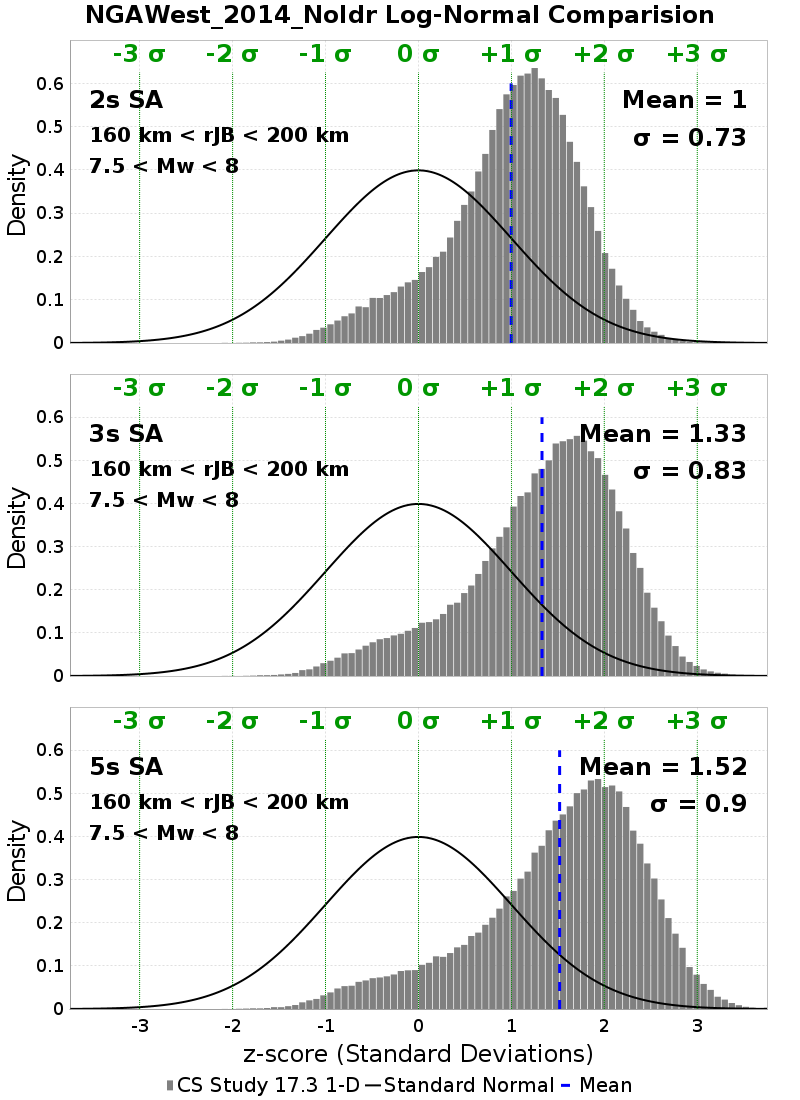 NGAWest_2014_NoIdr Log-Normal Comparision
-3 σ -2 σ -1 σ 0 σ +1 σ +2 σ +3 σ
2s SA
160 km < rJB < 200 km
7.5 < Mw < 8
Mean = 1
σ = 0.73
Density
0.6
0.5
0.4
0.3
0.2
0.1
0
-3 σ -2 σ -1 σ 0 σ +1 σ +2 σ +3 σ
3s SA
160 km < rJB < 200 km
7.5 < Mw < 8
Mean = 1.33
σ = 0.83
Density
0.6
0.5
0.4
0.3
0.2
0.1
0
-3 σ -2 σ -1 σ 0 σ +1 σ +2 σ +3 σ
5s SA
160 km < rJB < 200 km
7.5 < Mw < 8
Mean = 1.52
σ = 0.9
Density
0.6
0.5
0.4
0.3
0.2
0.1
0
-3 -2 -1 0 1 2 3
z-score (Standard Deviations)
CS Study 17.3 1-D Standard Normal Mean